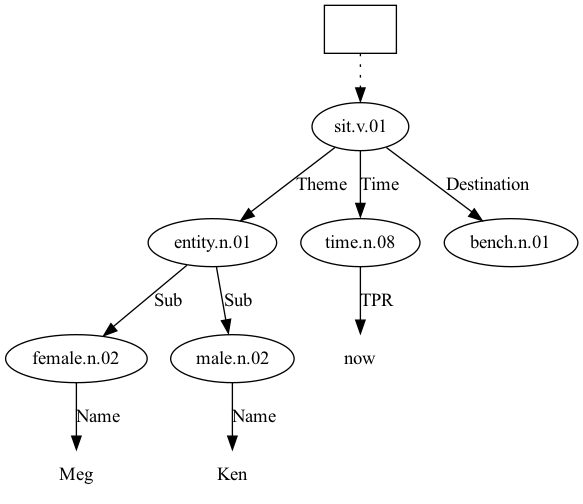 sit.v.01
Theme Time Destination
entity.n.01 time.n.08 bench.n.01
Sub Sub TPR
female.n.02 male.n.02 now
Name Name
Meg Ken